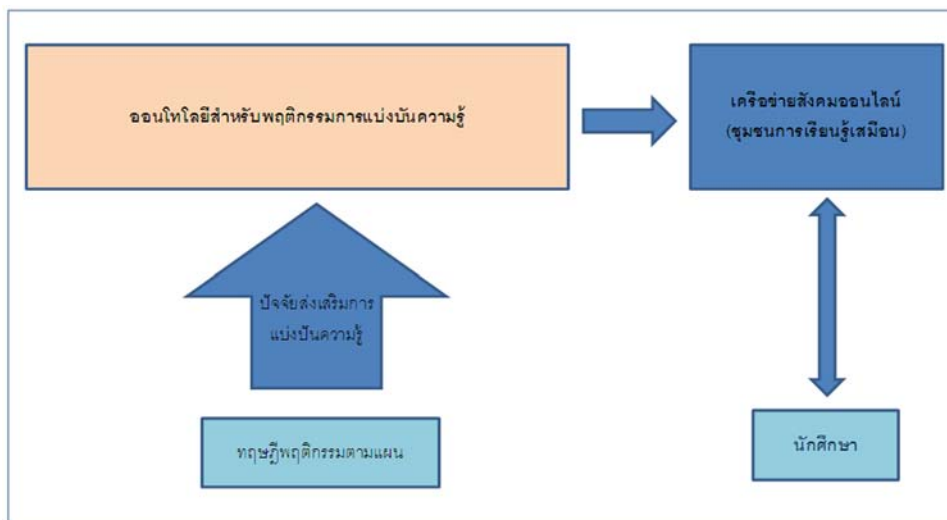 ออนโทโลยีสำหรับพฤติกรรมการแบ่งบันความรู้
เครือข่ายสังคมออนไลน์
(ชุมชนการเรียนรู้เสมือน)
ปัจจัยส่งเสริมการ
แบ่งปันความรู้
ทฤษฎีพฤติกรรมตามแผน
นักศึกษา